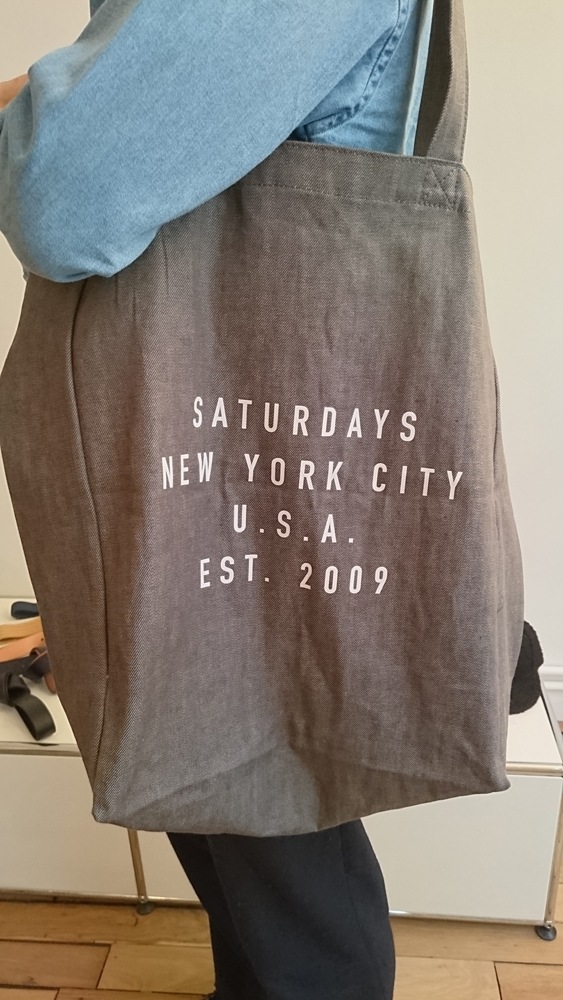 SATURDAYS
NEW YORK CITY
U.S.A.
EST. 2009